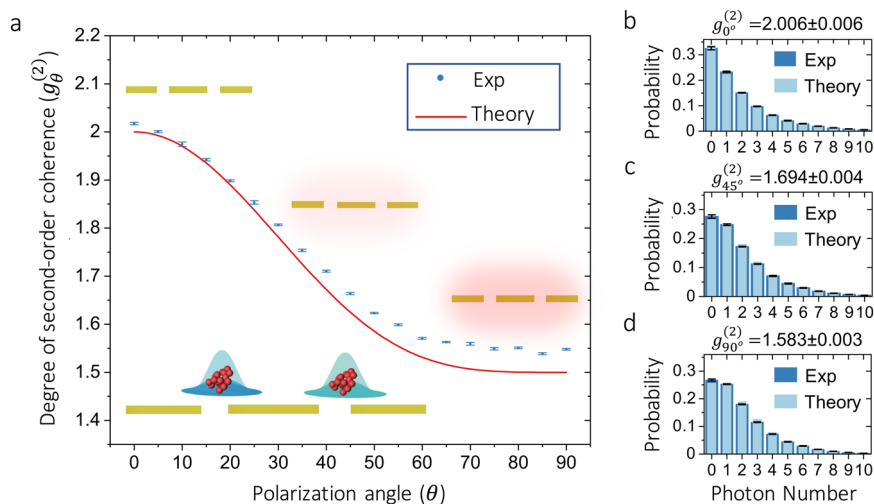 a
Degree of second-order coherence (g_θ^(2))
2.2
2.1
2
1.9
1.8
1.7
1.6
1.5
1.4
Exp
Theory
0 10 20 30 40 50 60 70 80 90
Polarization angle (θ)
b
g_0°^(2)=2.006±0.006
Probability
0.3
0.2
0.1
0
Exp
Theory
0 1 2 3 4 5 6 7 8 9 10
c
g_45°^(2)=1.694±0.004
Probability
0.3
0.2
0.1
0
Exp
Theory
0 1 2 3 4 5 6 7 8 9 10
d
g_90°^(2)=1.583±0.003
Probability
0.3
0.2
0.1
0
Exp
Theory
0 1 2 3 4 5 6 7 8 9 10
Photon Number